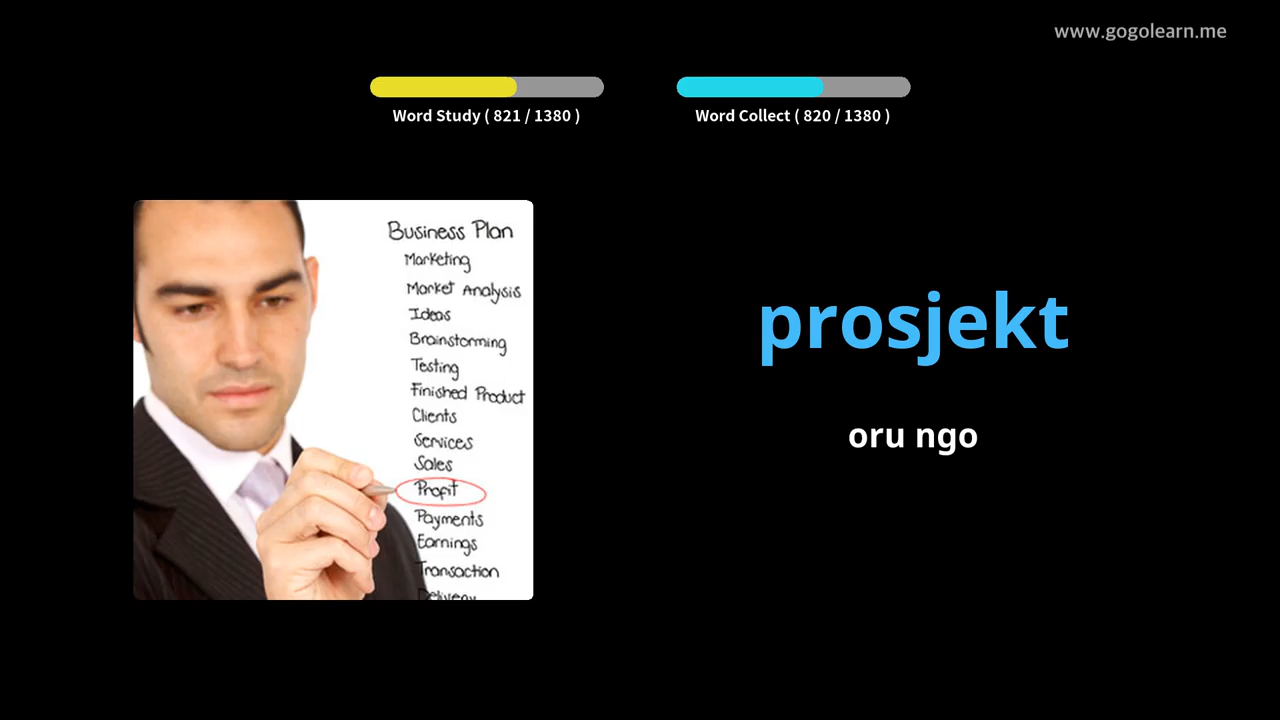 www.gogolearn.me
Word Study ( 821 / 1380 )
Word Collect ( 820 / 1380 )
Business Plan
Marketing
Market Analysis
Ideas
Brainstorming
Testing
Finished Product
Clients
Services
Sales
Profit
Payments
Earnings
Transaction
Delivery
prosjekt
oru ngo